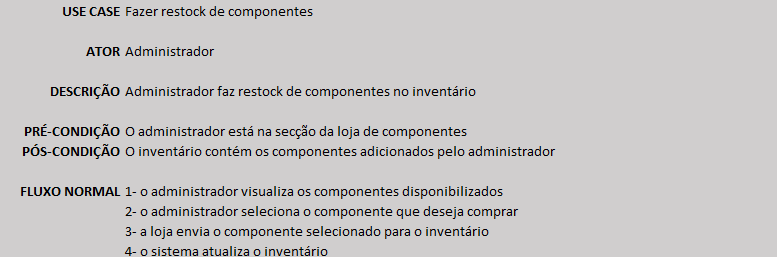 USE CASE Fazer restock de componentes
ATOR Administrador
DESCRIÇÃO Administrador faz restock de componentes no inventário
PRÉ-CONDIÇÃO O administrador está na secção da loja de componentes
PÓS-CONDIÇÃO O inventário contém os componentes adicionados pelo administrador
FLUXO NORMAL 1- o administrador visualiza os componentes disponibilizados
2- o administrador seleciona o componente que deseja comprar
3- a loja envia o componente selecionado para o inventário
4- o sistema atualiza o inventário